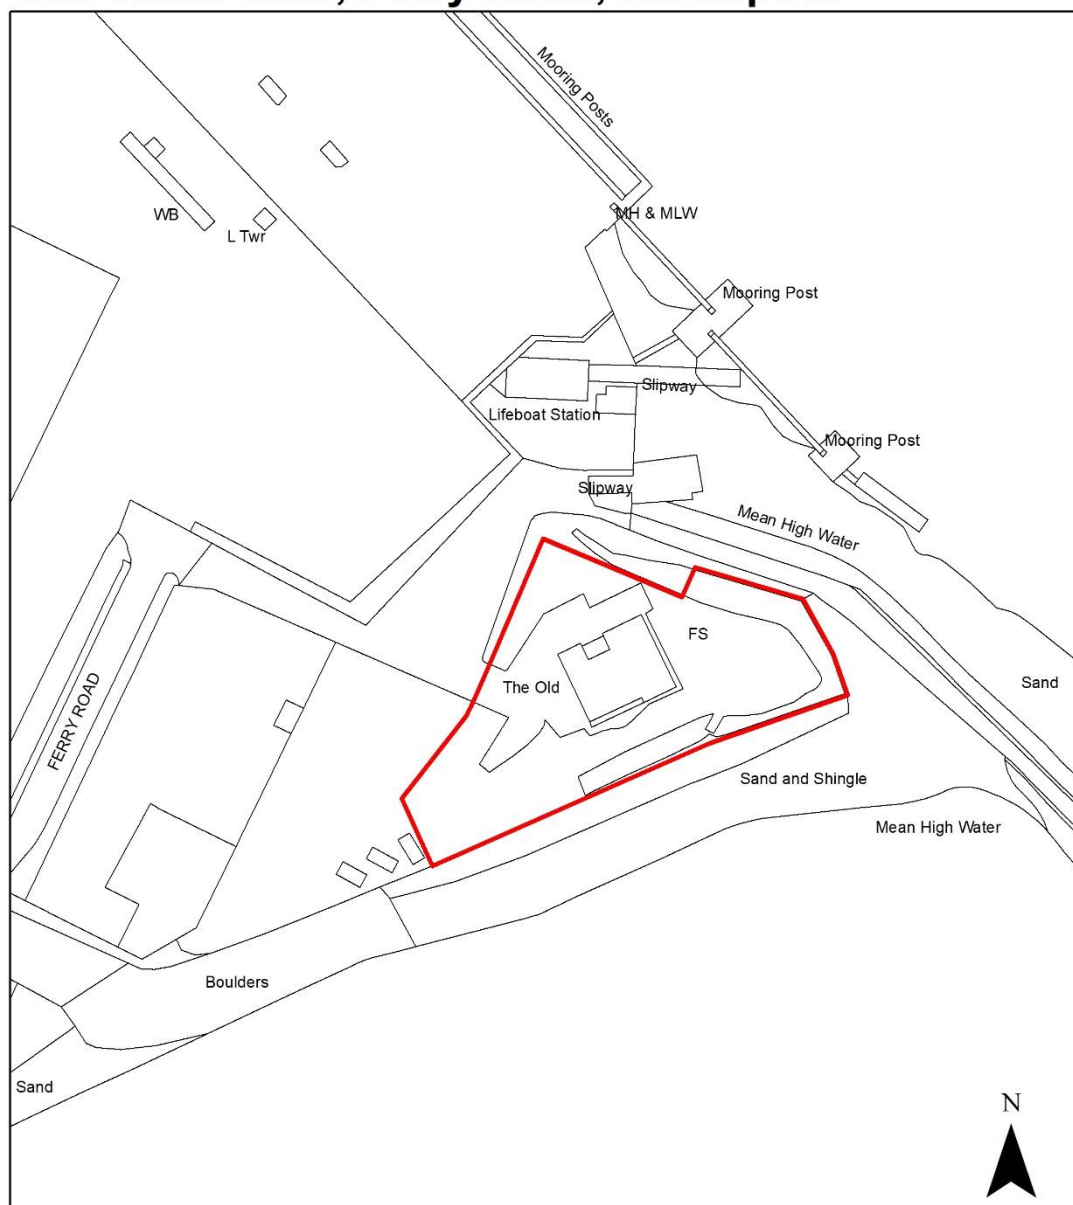 Mooring Posts
WB
L Twr
MH & MLW
Mooring Post
Slipway
Lifeboat Station
Mooring Post
Slipway
Mean High Water
FS
The Old
Sand
FERRY ROAD
Sand and Shingle
Mean High Water
Boulders
Sand
N